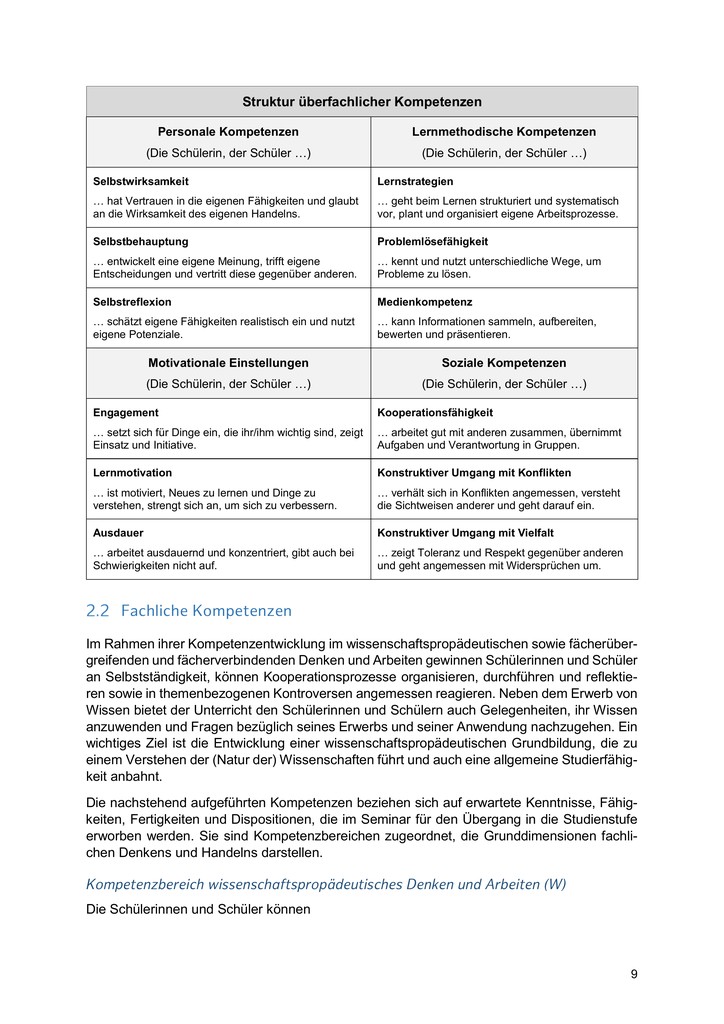 Struktur überfachlicher Kompetenzen
Personale Kompetenzen
(Die Schülerin, der Schüler …)
Lernmethodische Kompetenzen
(Die Schülerin, der Schüler …)
Selbstwirksamkeit
… hat Vertrauen in die eigenen Fähigkeiten und glaubt
an die Wirksamkeit des eigenen Handelns.
Lernstrategien
… geht beim Lernen strukturiert und systematisch
vor, plant und organisiert eigene Arbeitsprozesse.
Selbstbehauptung
… entwickelt eine eigene Meinung, trifft eigene
Entscheidungen und vertritt diese gegenüber anderen.
Problemlösefähigkeit
… kennt und nutzt unterschiedliche Wege, um
Probleme zu lösen.
Selbstreflexion
… schätzt eigene Fähigkeiten realistisch ein und nutzt
eigene Potenziale.
Medienkompetenz
… kann Informationen sammeln, aufbereiten,
bewerten und präsentieren.
Motivationale Einstellungen
(Die Schülerin, der Schüler …)
Soziale Kompetenzen
(Die Schülerin, der Schüler …)
Engagement
… setzt sich für Dinge ein, die ihr/ihm wichtig sind, zeigt
Einsatz und Initiative.
Kooperationsfähigkeit
… arbeitet gut mit anderen zusammen, übernimmt
Aufgaben und Verantwortung in Gruppen.
Lernmotivation
… ist motiviert, Neues zu lernen und Dinge zu
verstehen, strengt sich an, um sich zu verbessern.
Konstruktiver Umgang mit Konflikten
… verhält sich in Konflikten angemessen, versteht
die Sichtweisen anderer und geht darauf ein.
Ausdauer
… arbeitet ausdauernd und konzentriert, gibt auch bei
Schwierigkeiten nicht auf.
Konstruktiver Umgang mit Vielfalt
… zeigt Toleranz und Respekt gegenüber anderen
und geht angemessen mit Widersprüchen um.
2.2 Fachliche Kompetenzen
Im Rahmen ihrer Kompetenzentwicklung im wissenschaftspropädeutischen sowie fächerüber-
greifenden und fächerverbindenden Denken und Arbeiten gewinnen Schülerinnen und Schüler
an Selbstständigkeit, können Kooperationsprozesse organisieren, durchführen und reflektie-
ren sowie in themenbezogenen Kontroversen angemessen reagieren. Neben dem Erwerb von
Wissen bietet der Unterricht den Schülerinnen und Schülern auch Gelegenheiten, ihr Wissen
anzuwenden und Fragen bezüglich seines Erwerbs und seiner Anwendung nachzugehen. Ein
wichtiges Ziel ist die Entwicklung einer wissenschaftspropädeutischen Grundbildung, die zu
einem Verstehen der (Natur der) Wissenschaften führt und auch eine allgemeine Studierfähig-
keit anbahnt.
Die nachstehend aufgeführten Kompetenzen beziehen sich auf erwartete Kenntnisse, Fähig-
keiten, Fertigkeiten und Dispositionen, die im Seminar für den Übergang in die Studienstufe
erworben werden. Sie sind Kompetenzbereichen zugeordnet, die Grunddimensionen fachli-
chen Denkens und Handelns darstellen.
Kompetenzbereich wissenschaftspropädeutisches Denken und Arbeiten (W)
Die Schülerinnen und Schüler können
9